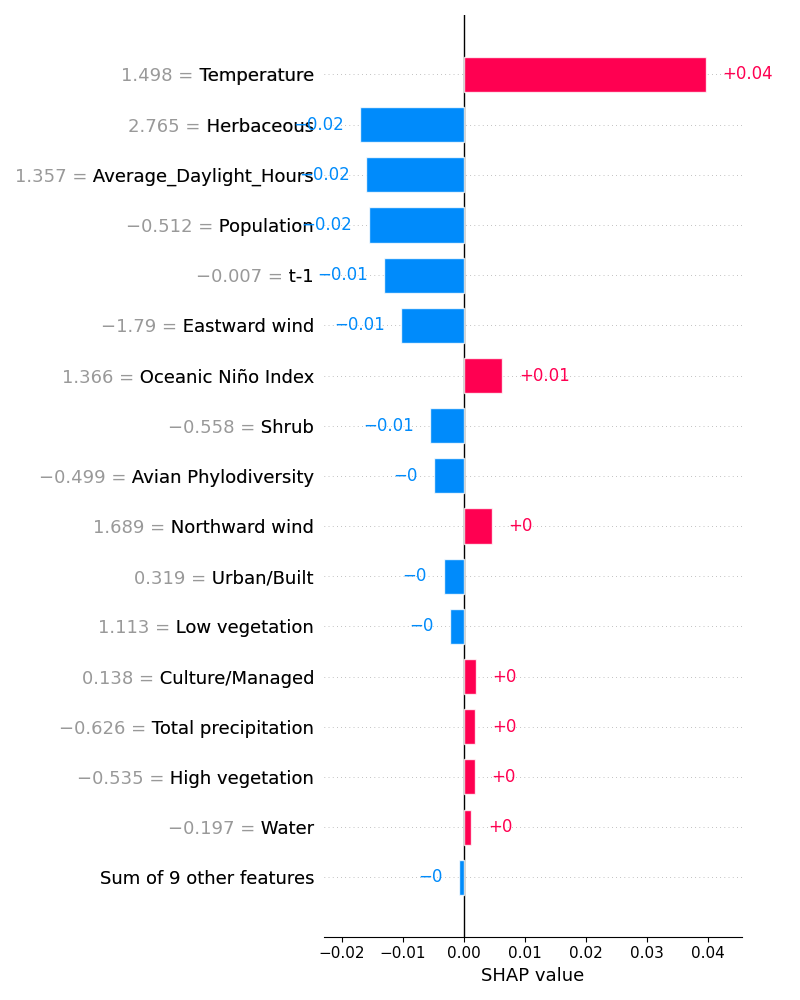 1.498 = Temperature +0.04
2.765 = Herbaceous −0.02
1.357 = Average_Daylight_Hours −0.02
−0.512 = Population −0.02
−0.007 = t-1 −0.01
−1.79 = Eastward wind −0.01
1.366 = Oceanic Niño Index +0.01
−0.558 = Shrub −0.01
−0.499 = Avian Phylodiversity −0
1.689 = Northward wind +0
0.319 = Urban/Built −0
1.113 = Low vegetation −0
0.138 = Culture/Managed +0
−0.626 = Total precipitation +0
−0.535 = High vegetation +0
−0.197 = Water +0
Sum of 9 other features −0
−0.02 −0.01 0.00 0.01 0.02 0.03 0.04
SHAP value